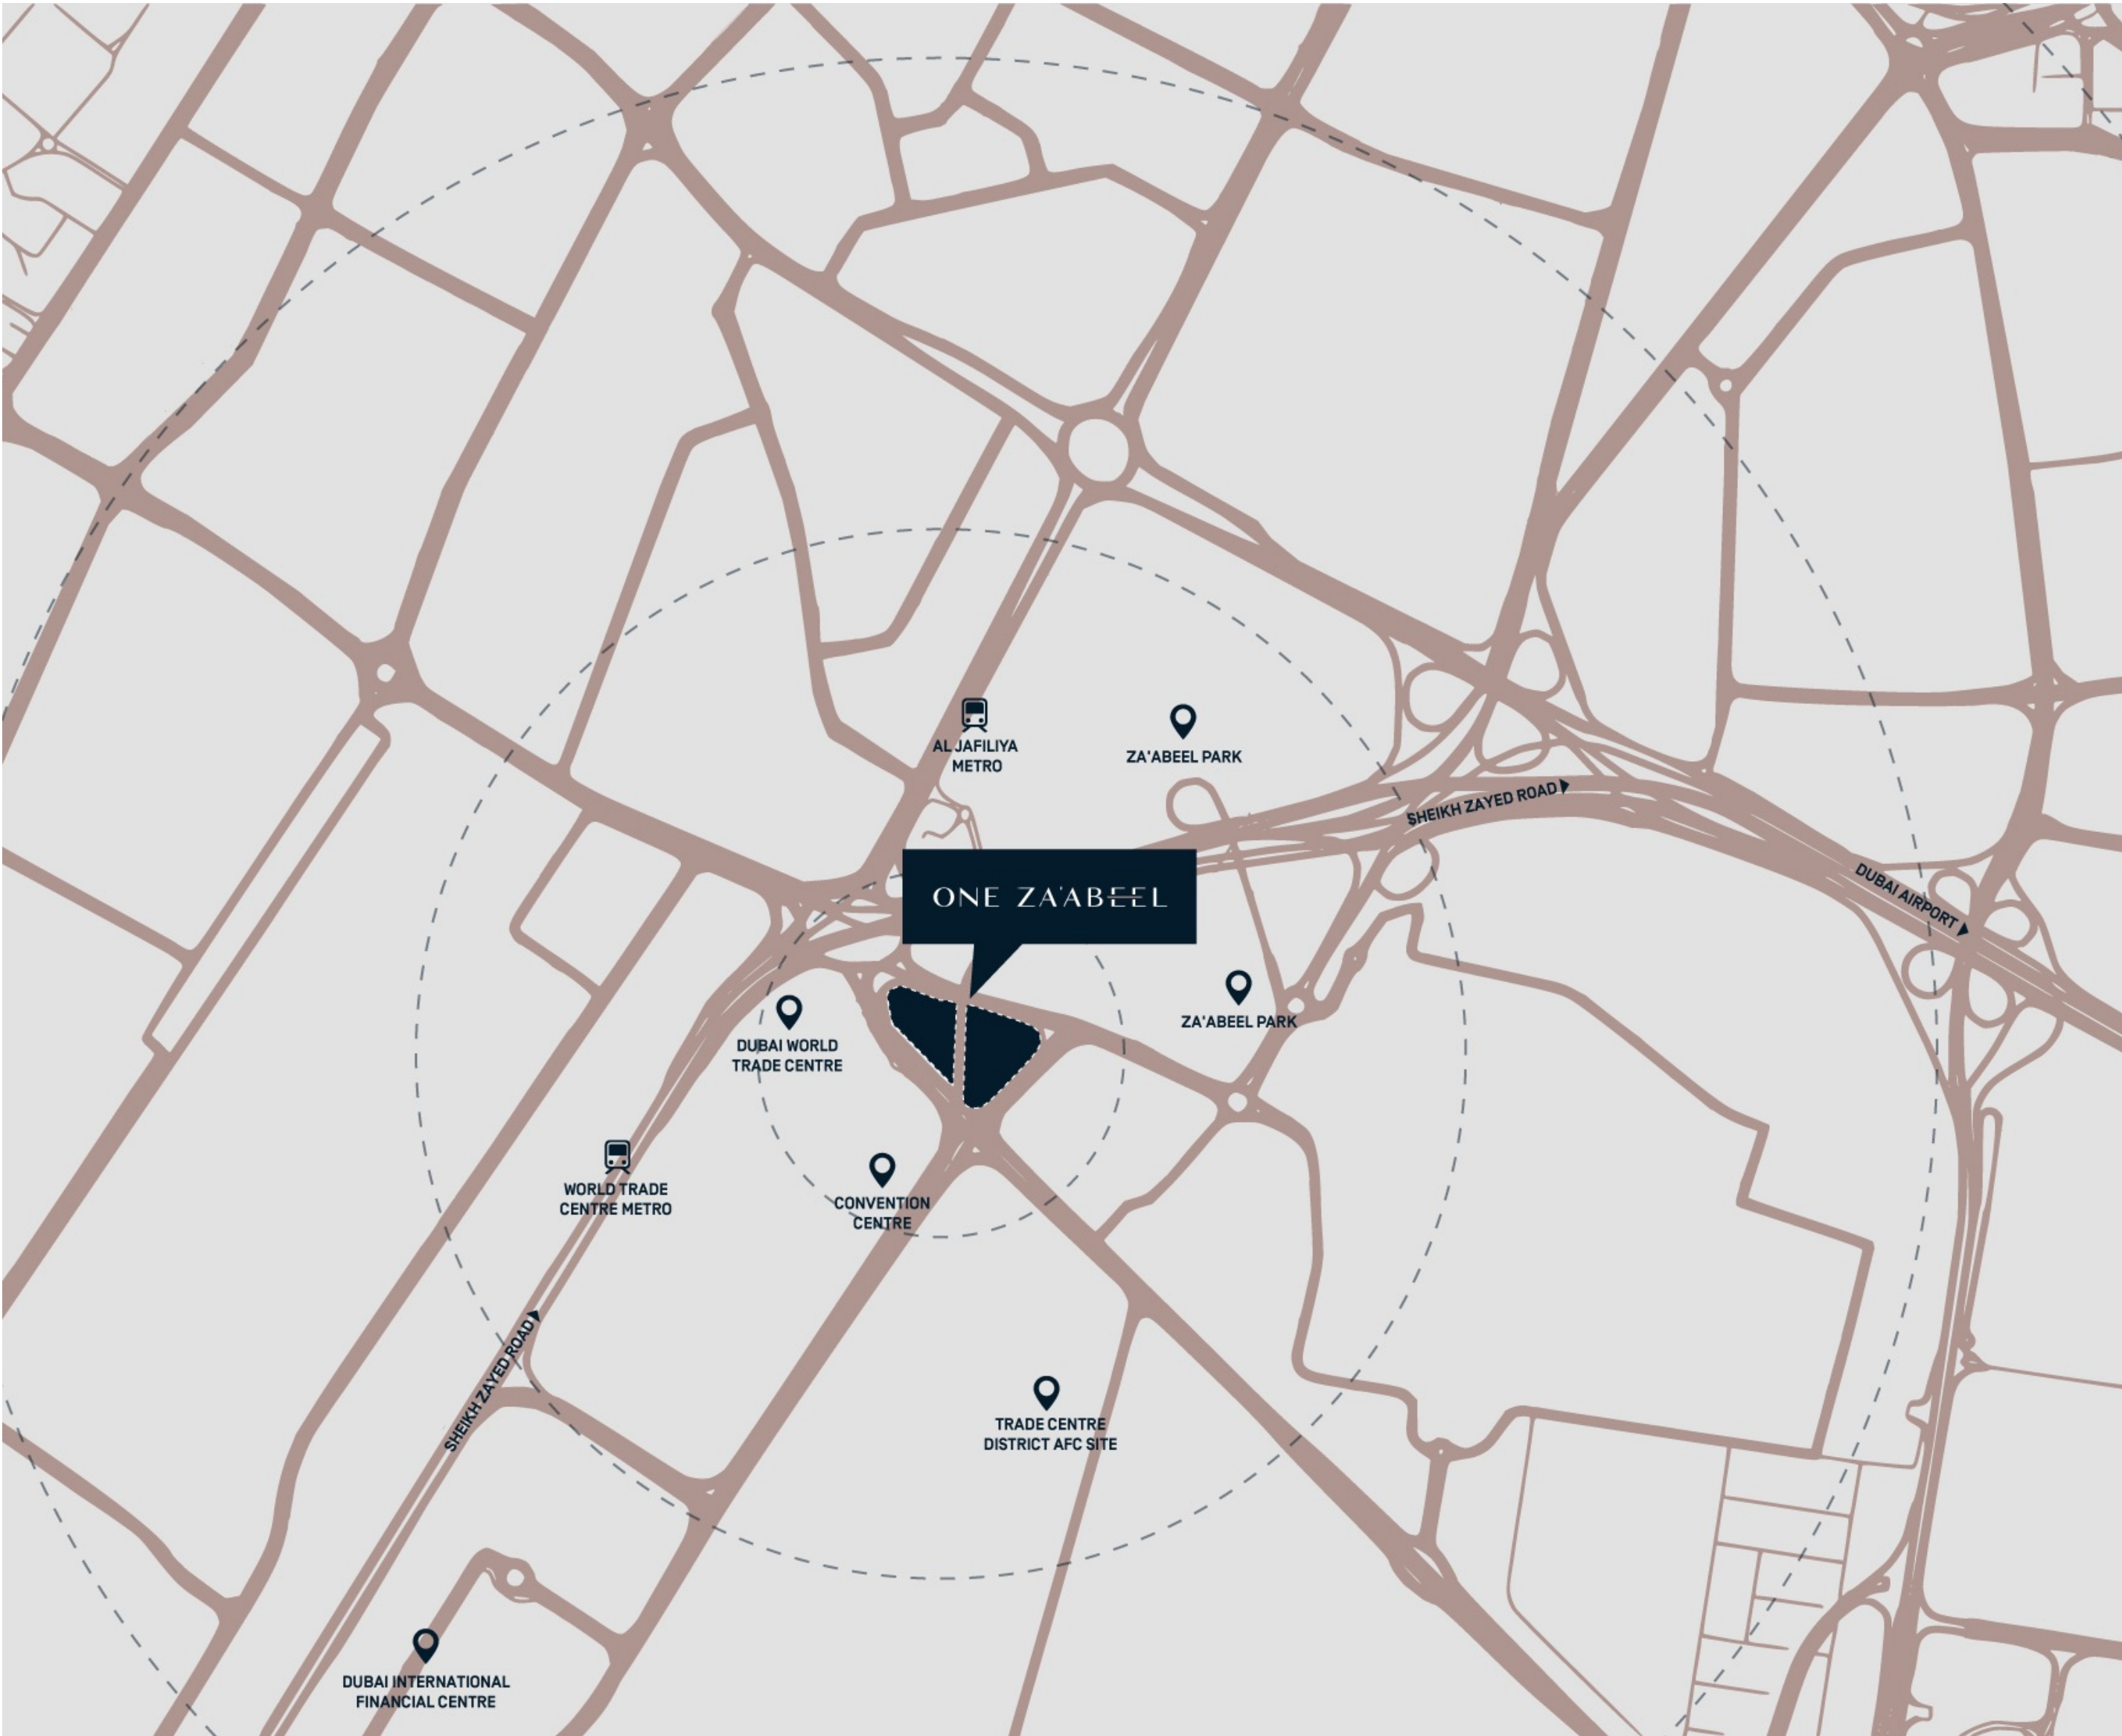 AL JAFILIYA
METRO
ZA'ABEEL PARK
SHEIKH ZAYED ROAD
DUBAI AIRPORT
ONE ZA'ABEEL
ZA'ABEEL PARK
DUBAI WORLD
TRADE CENTRE
WORLD TRADE
CENTRE METRO
CONVENTION
CENTRE
SHEIKH ZAYED ROAD
TRADE CENTRE
DISTRICT AFC SITE
DUBAI INTERNATIONAL
FINANCIAL CENTRE